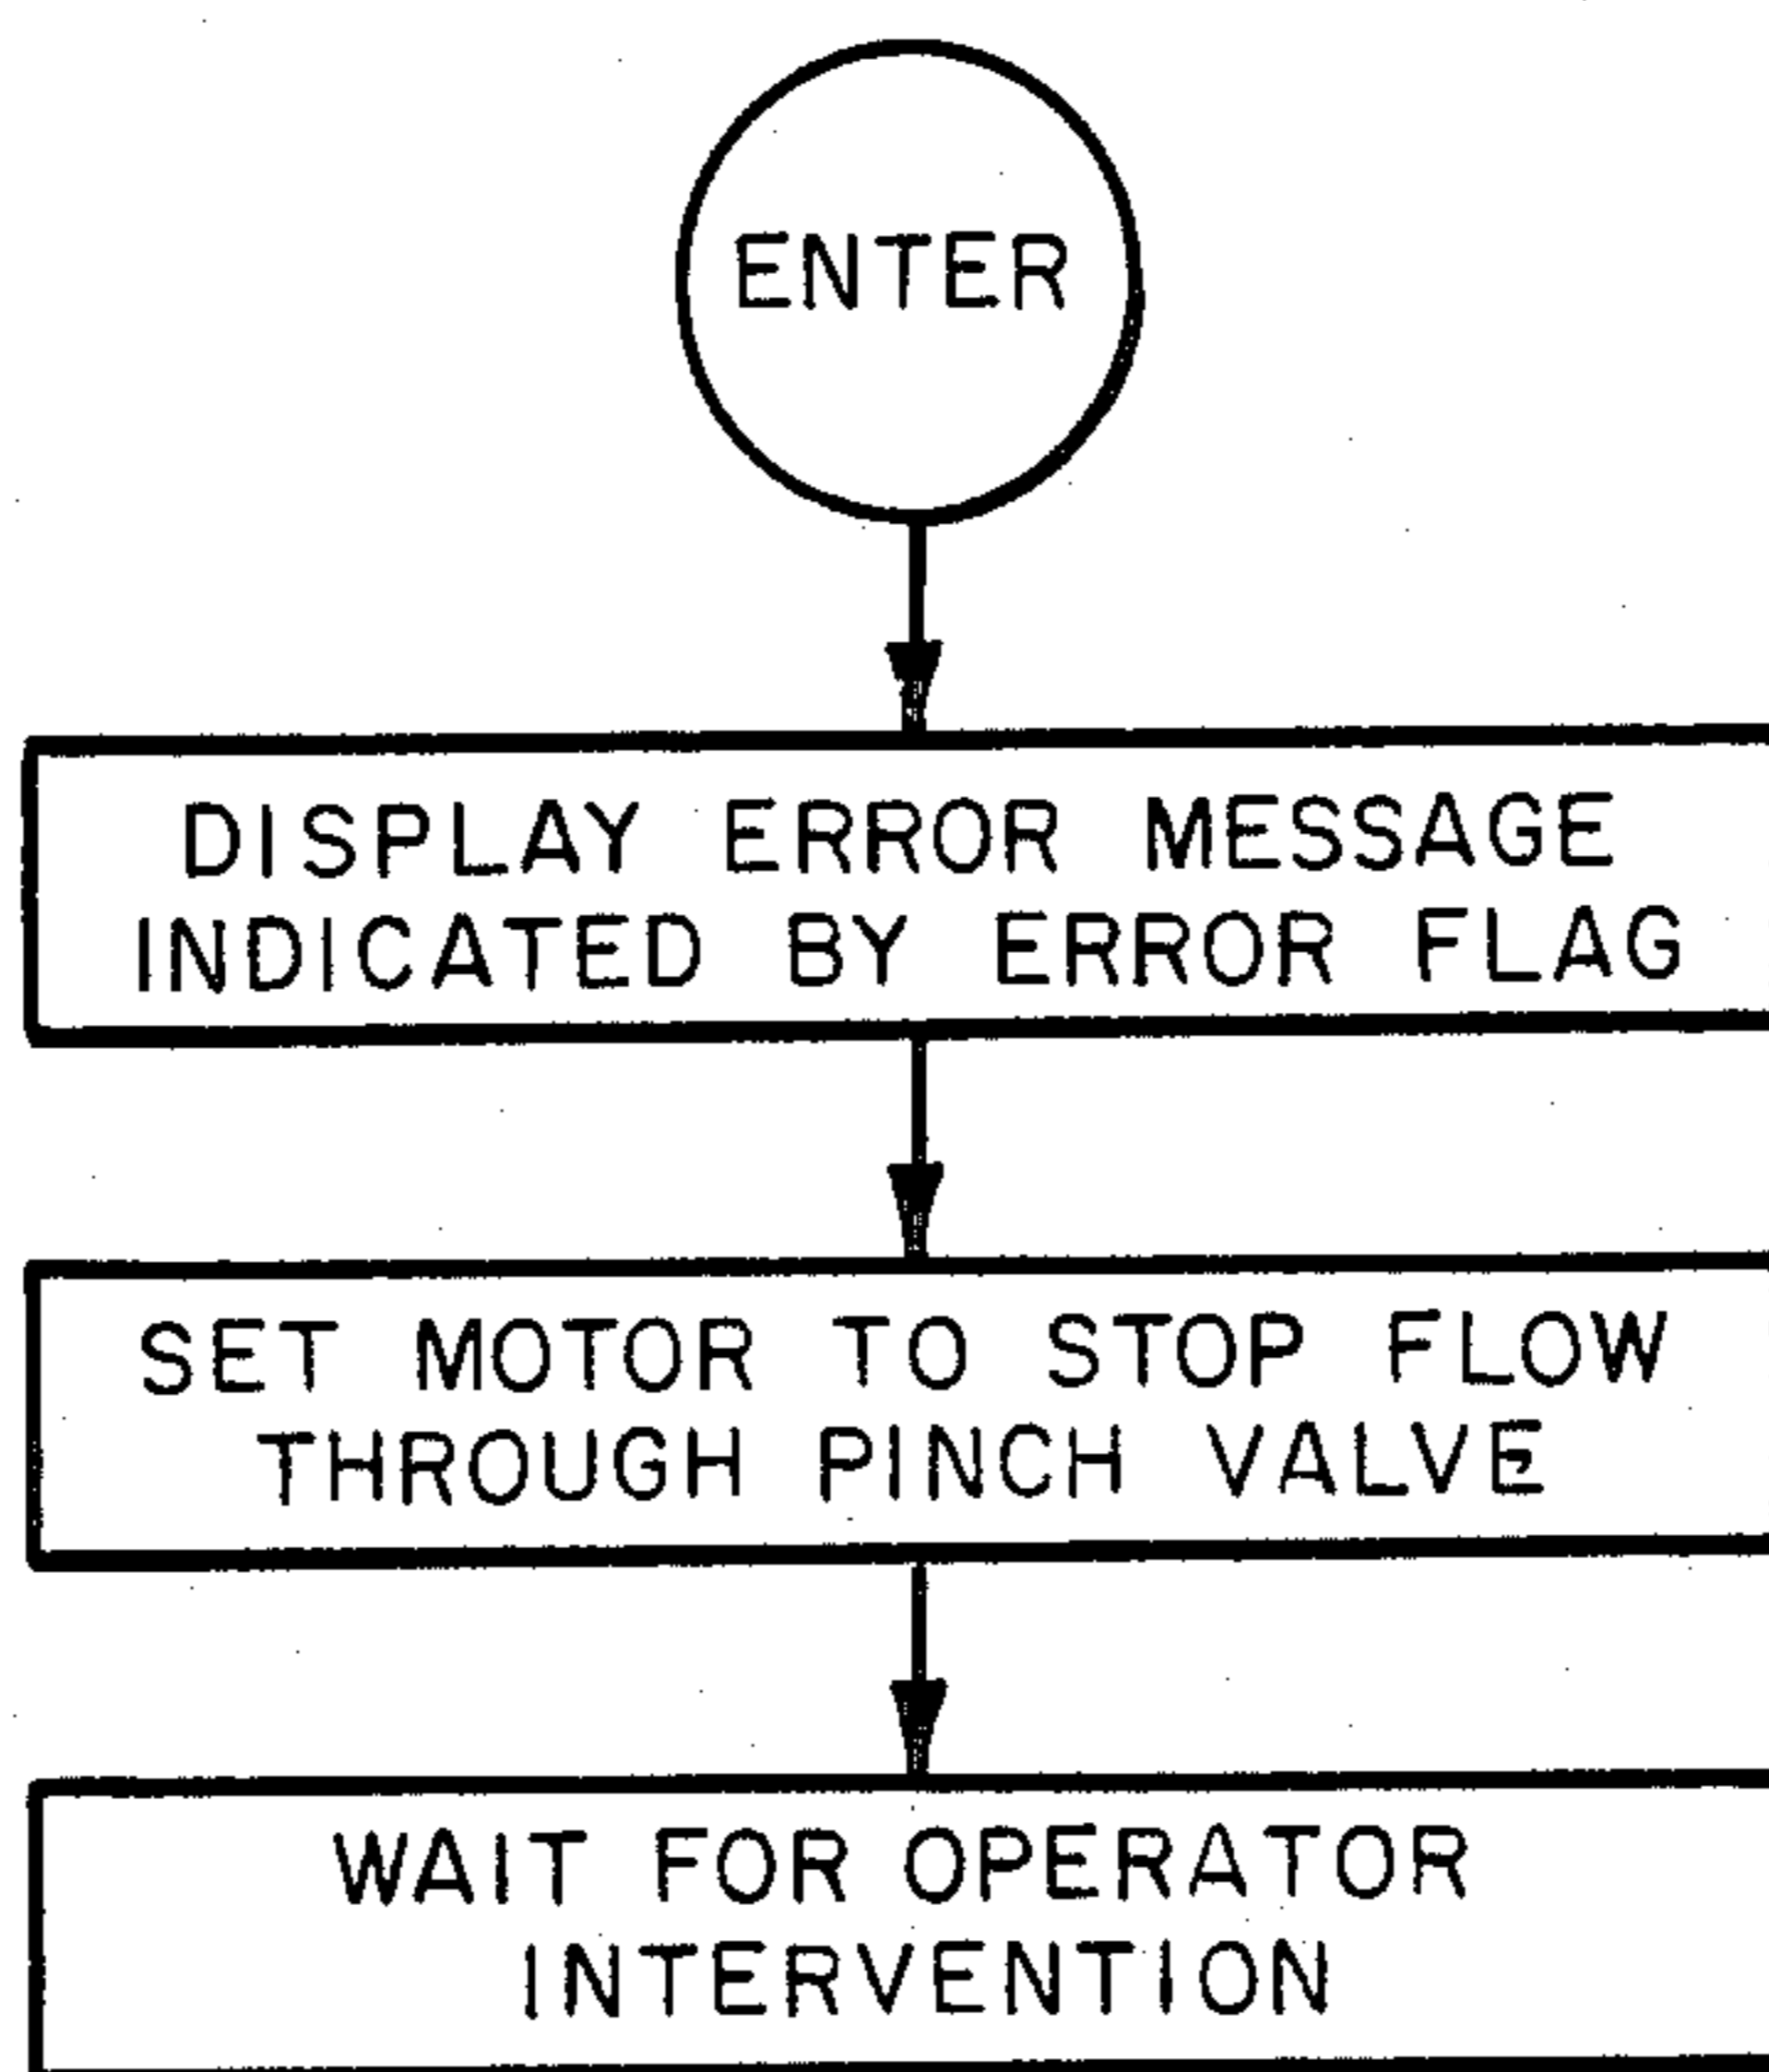 ENTER
DISPLAY ERROR MESSAGE
INDICATED BY ERROR FLAG
SET MOTOR TO STOP FLOW
THROUGH PINCH VALVE
WAIT FOR OPERATOR
INTERVENTION